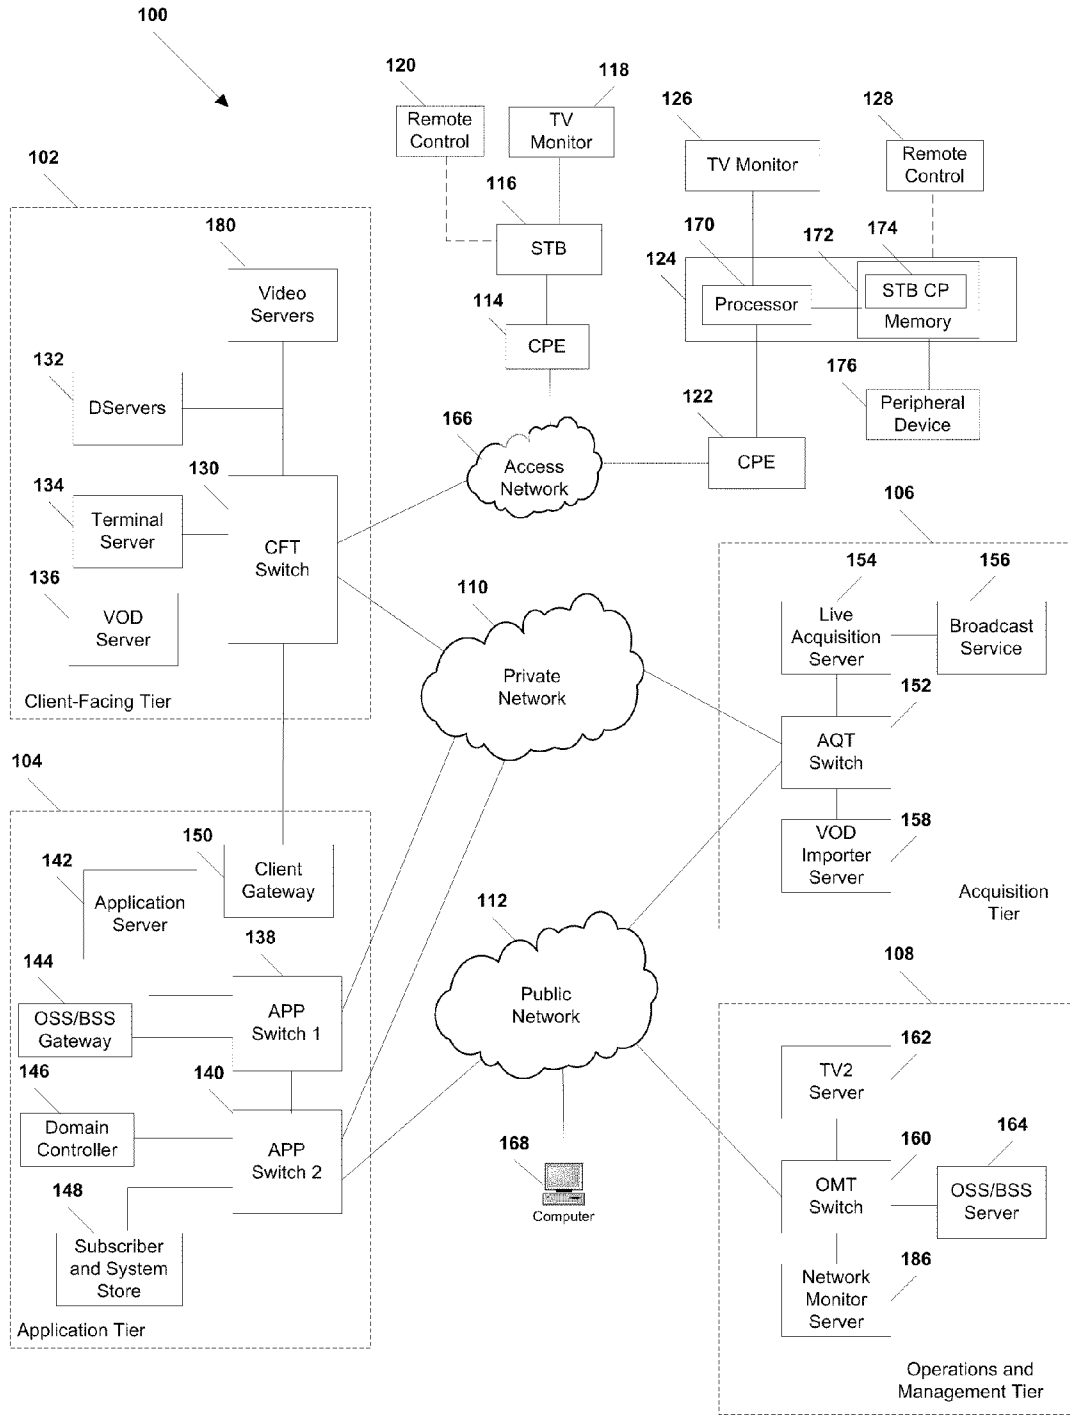 100
120
118
Remote
Control
TV
Monitor
126
128
TV Monitor
Remote
Control
102
116
STB
180
170
172
174
124
STB CP
Processor
Memory
Video
Servers
114
CPE
132
DServers
176
Peripheral
Device
122
CPE
166
Access
Network
134
130
Terminal
Server
CFT
Switch
106
154
156
136
VOD
Server
110
Live
Acquisition
Server
Broadcast
Service
Private
Network
Client-Facing Tier
152
AQT
Switch
104
150
Client
Gateway
142
Application
Server
158
VOD
Importer
Server
Acquisition
Tier
112
138
144
108
OSS/BSS
Gateway
APP
Switch 1
Public
Network
162
TV2
Server
146
140
Domain
Controller
APP
Switch 2
168
Computer
160
164
OMT
Switch
OSS/BSS
Server
148
Subscriber
and System
Store
186
Network
Monitor
Server
Application Tier
Operations and
Management Tier